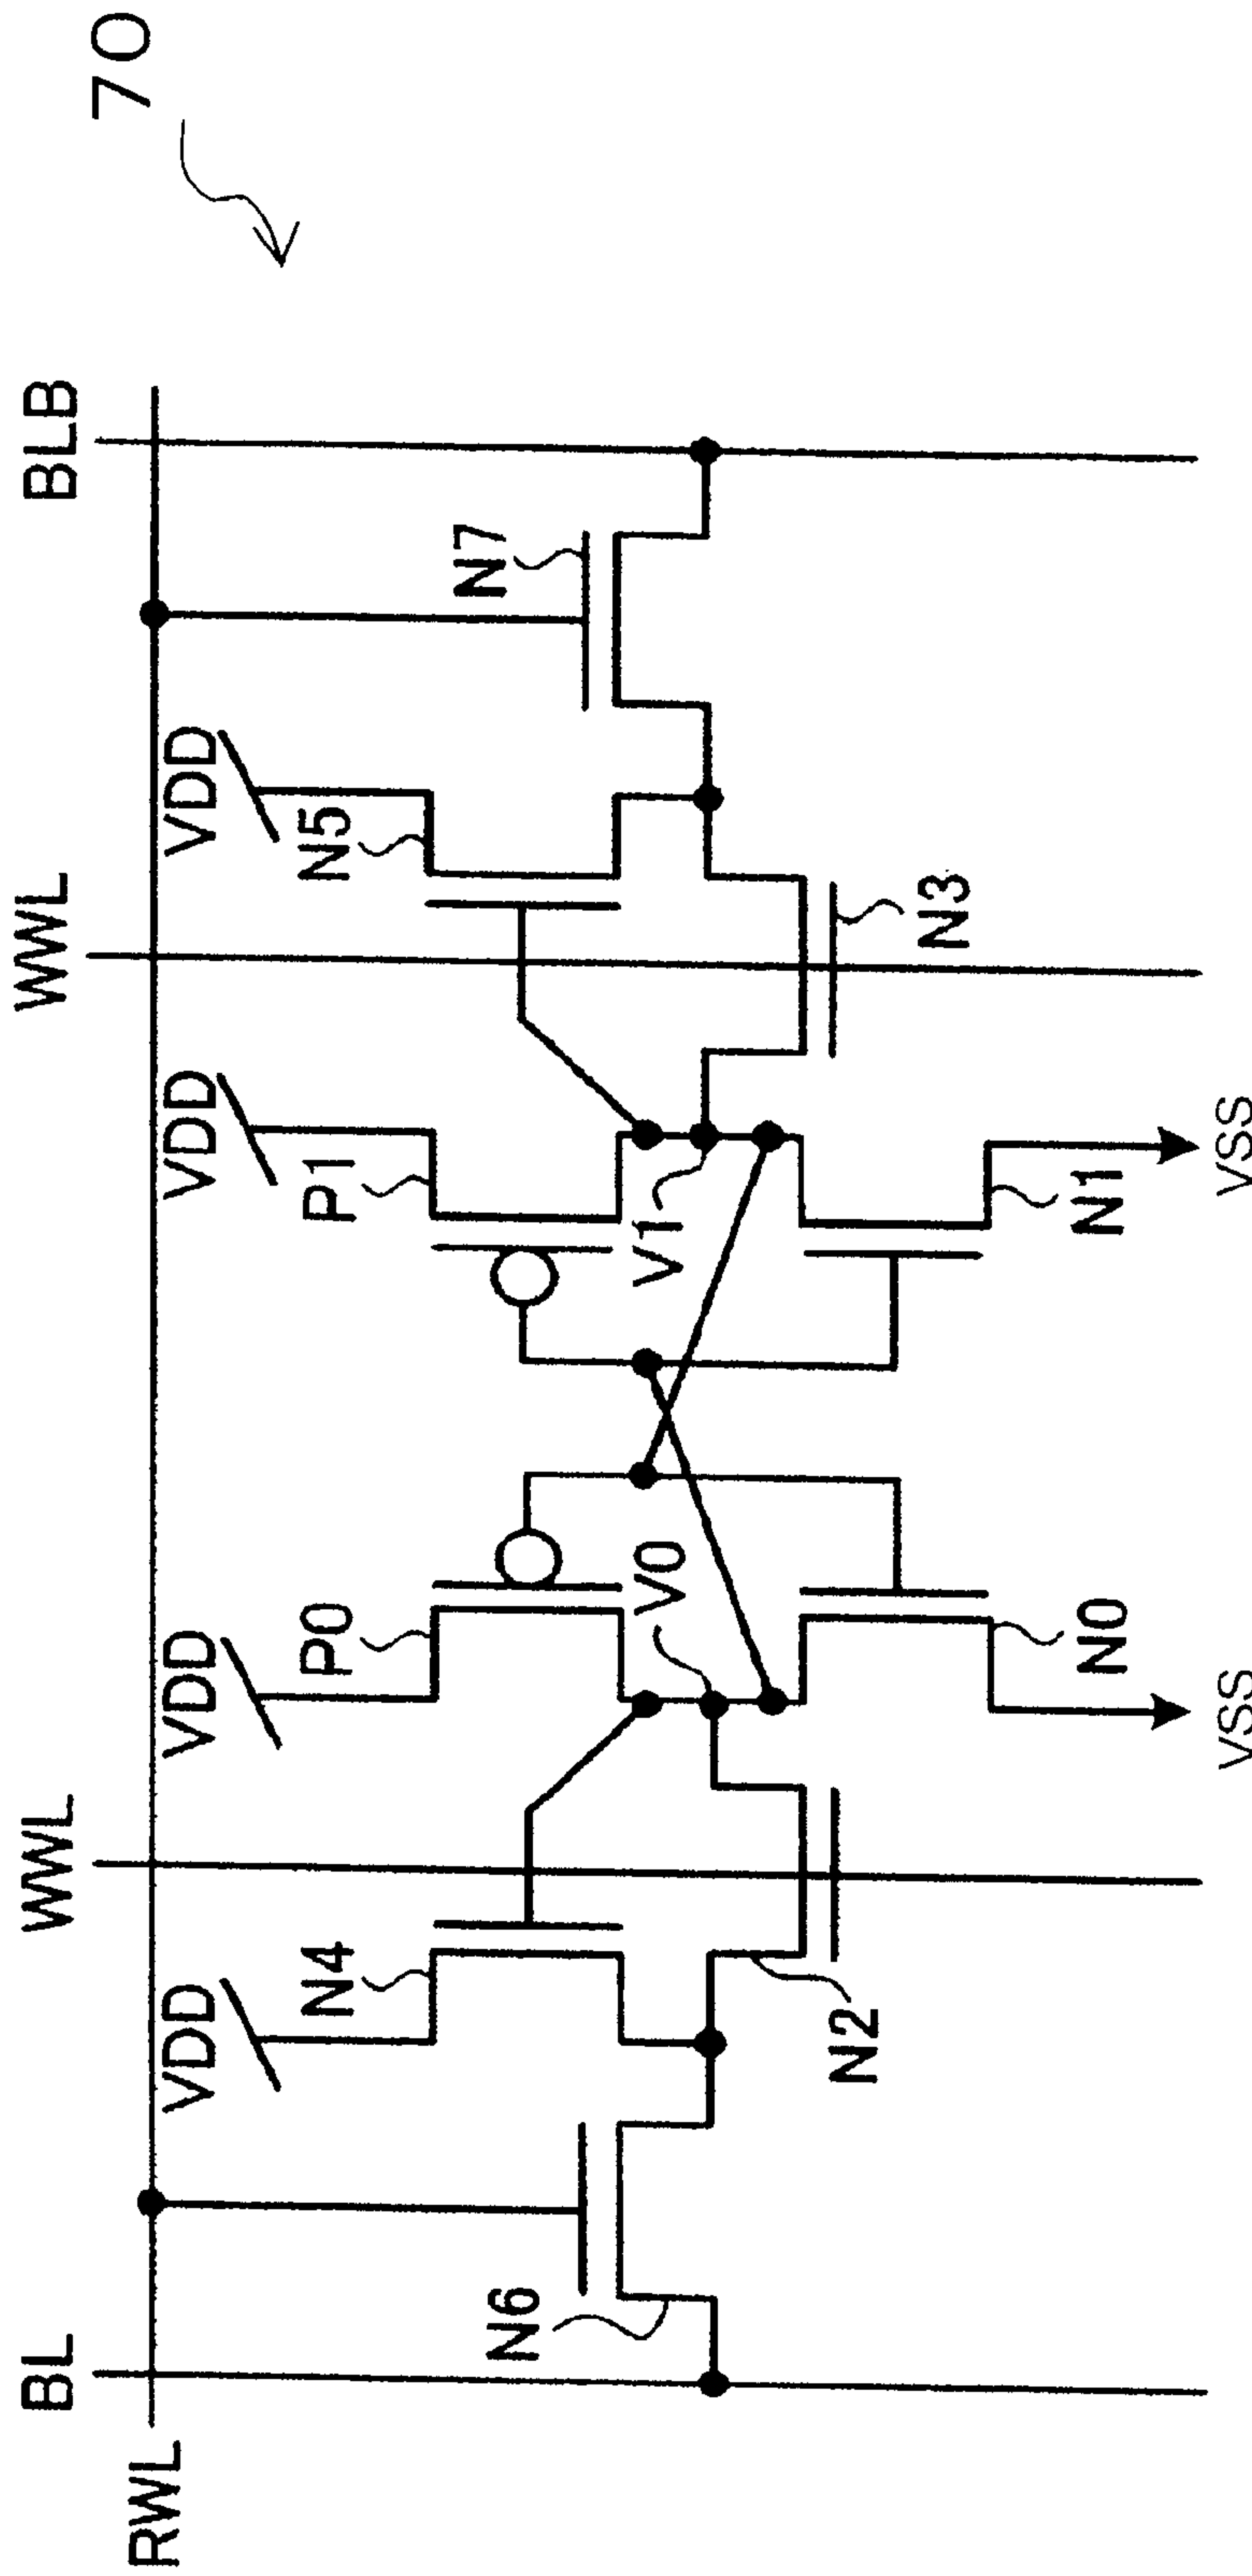 70
BL WWL WWL BLB
RWL
VDD VDD VDD VDD
N4 P0 P1 N5
N6 N7
V0 V1
N2 N3
N0 N1
VSS VSS